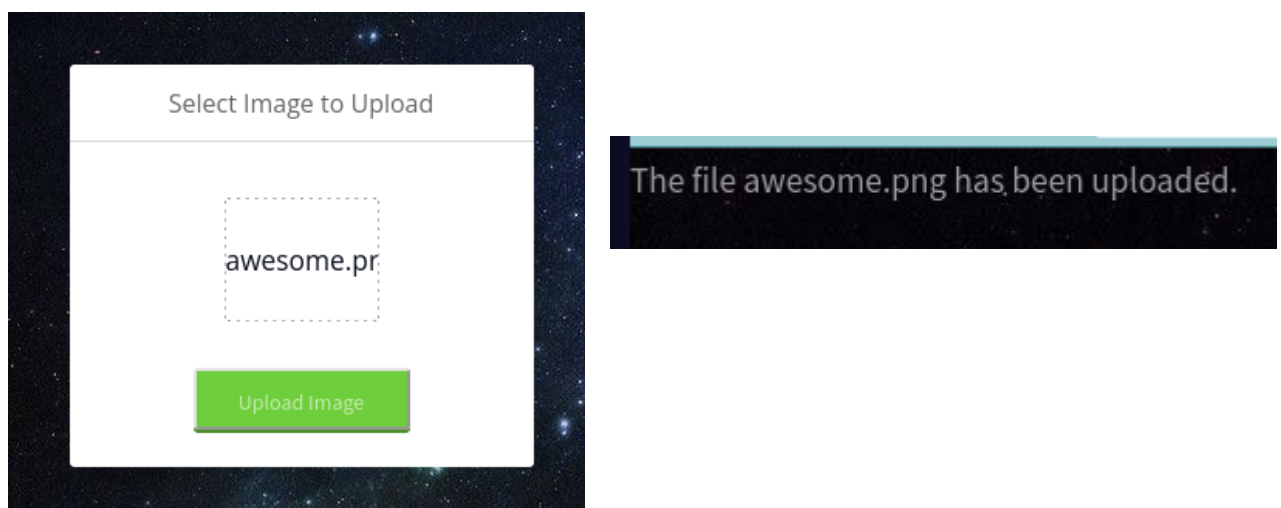 Select Image to Upload
awesome.pr
Upload Image
The file awesome.png has been uploaded.